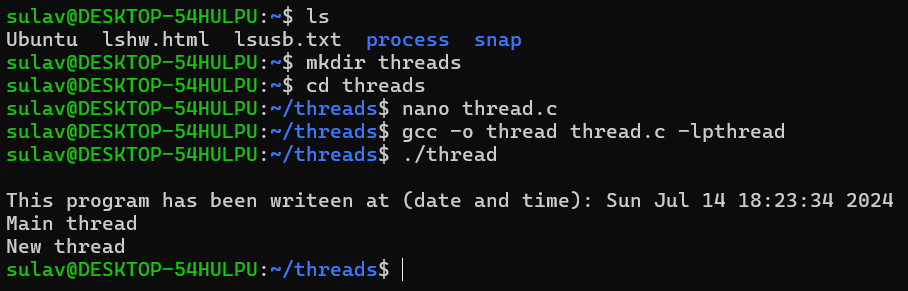 sulav@DESKTOP-54HULPU:~$ ls
Ubuntu  lshw.html  lsusb.txt  process  snap
sulav@DESKTOP-54HULPU:~$ mkdir threads
sulav@DESKTOP-54HULPU:~$ cd threads
sulav@DESKTOP-54HULPU:~/threads$ nano thread.c
sulav@DESKTOP-54HULPU:~/threads$ gcc -o thread thread.c -lpthread
sulav@DESKTOP-54HULPU:~/threads$ ./thread
This program has been writeen at (date and time): Sun Jul 14 18:23:34 2024
Main thread
New thread
sulav@DESKTOP-54HULPU:~/threads$